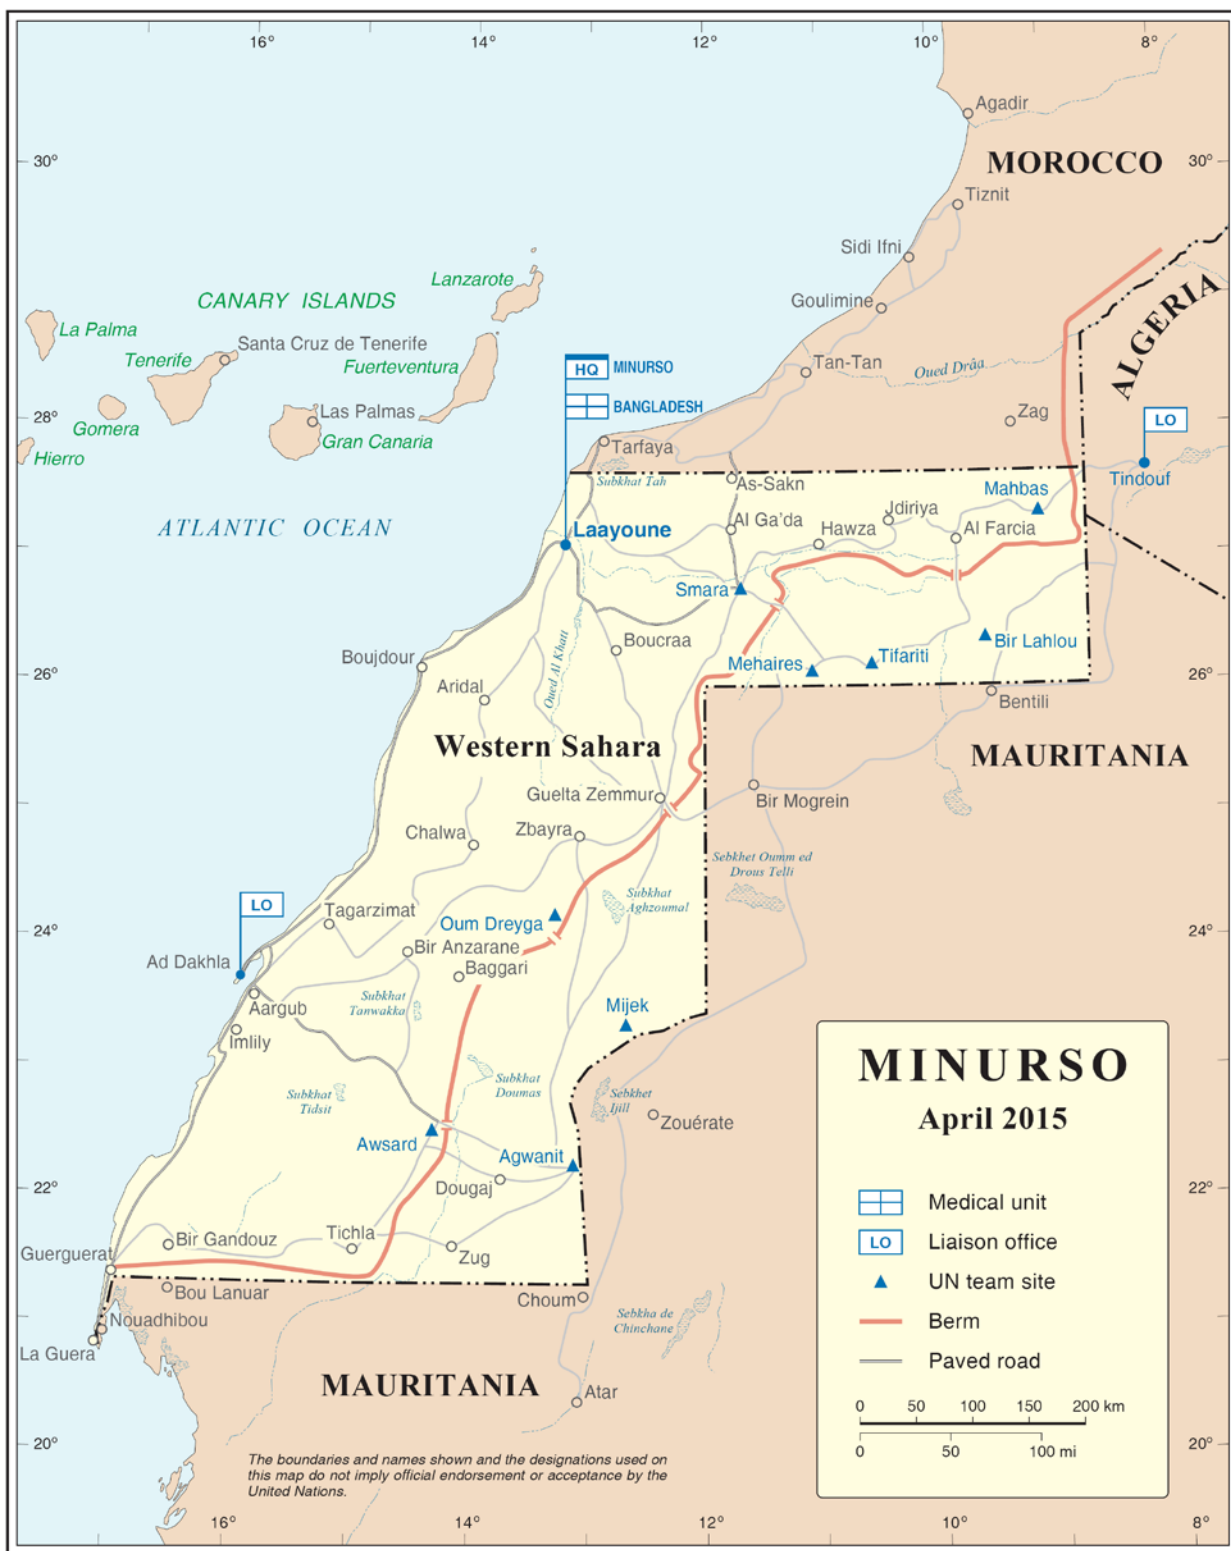 16° 14° 12° 10° 8°
Agadir
30° MOROCCO 30°
Tiznit
Sidi Ifni
Lanzarote
CANARY ISLANDS
Goulimine
ALGERIA
La Palma
Santa Cruz de Tenerife
Tenerife
Fuerteventura
HQ MINURSO
Tan-Tan
Oued Drâa
BANGLADESH
Las Palmas
Zag
LO
28°
Gomera
Gran Canaria
Tarfaya
Hierro
Subkhat Tah
As-Sakn
Mahbas
Tindouf
ATLANTIC OCEAN
Laayoune
Al Ga'da
Jdiriya
Hawza
Al Farcia
Smara
Boucraa
Bir Lahlou
Boujdour
Oued Al Khatt
Mehaires
Tifariti
26° 26°
Aridal
Bentili
Western Sahara
MAURITANIA
Guelta Zemmur
Bir Mogrein
Chalwa
Zbayra
Sebkhet Oumm ed
Drous Telli
Subkhat
Aghzoumal
LO
Tagarzimat
Oum Dreyga
24° 24°
Ad Dakhla
Bir Anzarane
Baggari
Aargub
Subkhat
Tanwakka
Mijek
Imlily
Subkhat
Doumas
Subkhat
Tidsit
Sebkhet
Ijill
Zouérate
Awsard
Agwanit
Dougaj
22° 22°
Bir Gandouz
Tichla
Zug
Guerguerat
Bou Lanuar
Choum
Nouadhibou
La Guera
Sebkha de
Chinchane
MAURITANIA
Atar
20° 20°
MINURSO
April 2015
Medical unit
LO Liaison office
UN team site
Berm
Paved road
0 50 100 150 200 km
0 50 100 mi
The boundaries and names shown and the designations used on
this map do not imply official endorsement or acceptance by the
United Nations.
16° 14° 12° 10° 8°